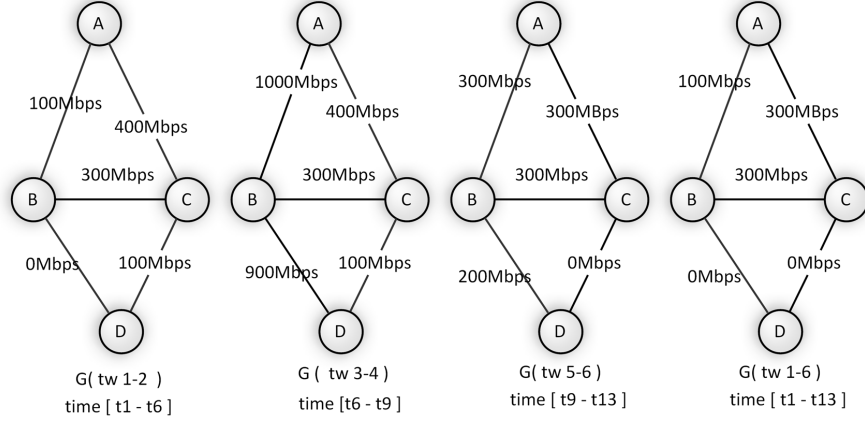 A
100Mbps
400Mbps
300Mbps
B
C
0Mbps
100Mbps
D
G( tw 1-2 )
time [ t1 - t6 ]
A
1000Mbps
400Mbps
300Mbps
B
C
900Mbps
100Mbps
D
G ( tw 3-4 )
time [t6 - t9 ]
A
300Mbps
300MBps
300Mbps
B
C
200Mbps
0Mbps
D
G( tw 5-6 )
time [ t9 - t13 ]
A
100Mbps
300MBps
300Mbps
B
C
0Mbps
0Mbps
D
G( tw 1-6 )
time [ t1 - t13 ]